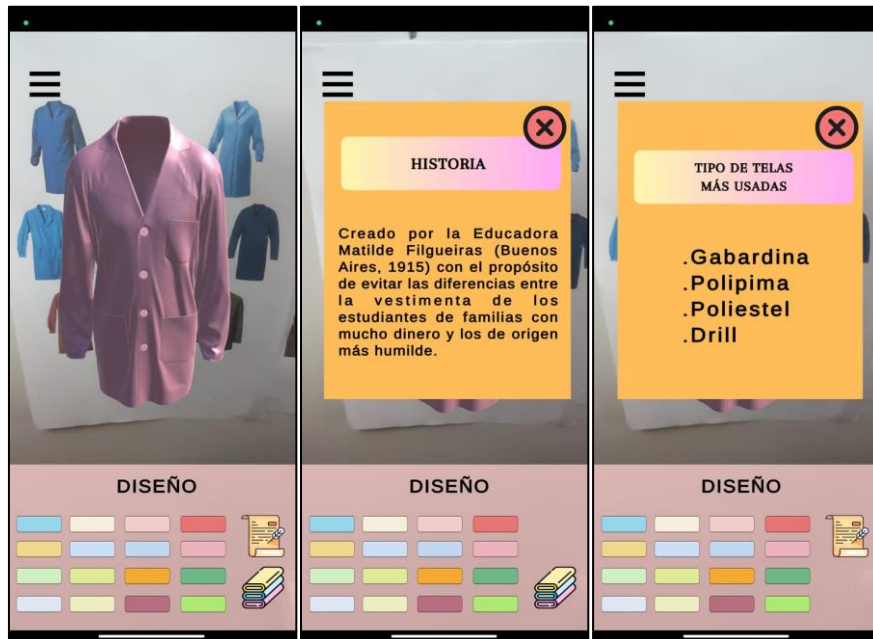 DISEÑO
HISTORIA
Creado por la Educadora
Matilde Filgueiras (Buenos
Aires, 1915) con el propósito
de evitar las diferencias entre
la vestimenta de los
estudiantes de familias con
mucho dinero y los de origen
más humilde.
DISEÑO
TIPO DE TELAS
MÁS USADAS
.Gabardina
.Polipima
.Poliestel
.Drill
DISEÑO